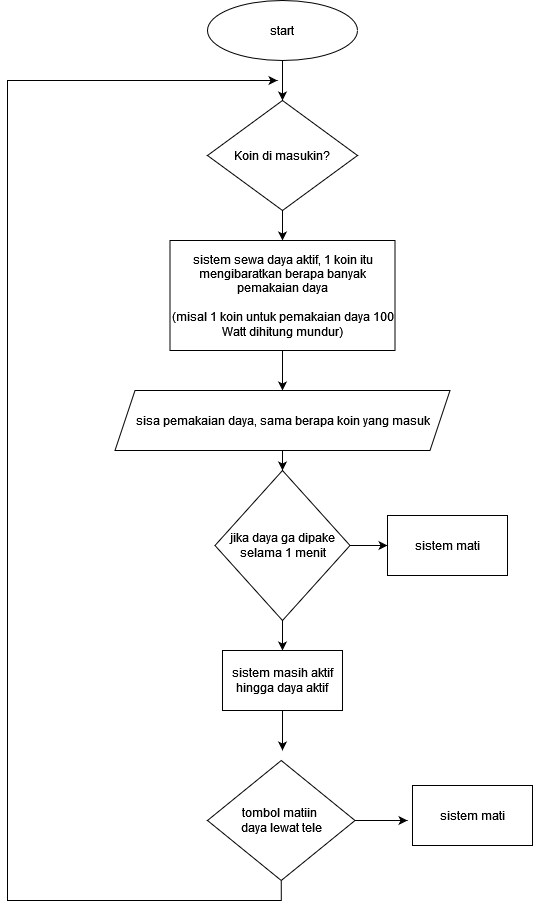 start
Koin di masukin?
sistem sewa daya aktif, 1 koin itu
mengibaratkan berapa banyak
pemakaian daya
(misal 1 koin untuk pemakaian daya 100
Watt dihitung mundur)
sisa pemakaian daya, sama berapa koin yang masuk
jika daya ga dipake
selama 1 menit
sistem mati
sistem masih aktif
hingga daya aktif
tombol matiin
daya lewat tele
sistem mati